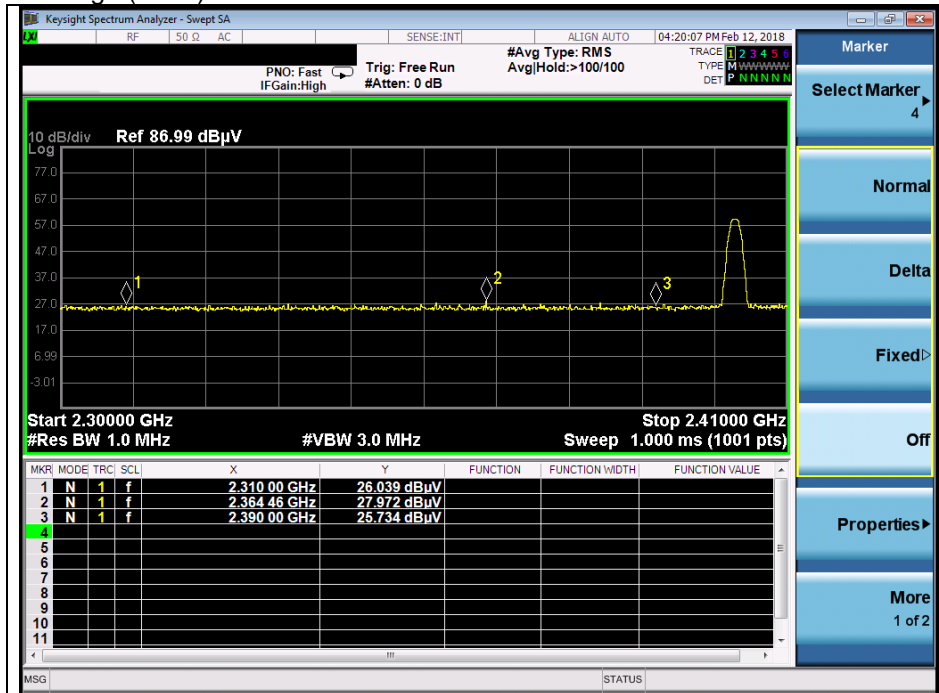 Keysight Spectrum Analyzer - Swept SA
LXI RF 50 Ω AC SENSE:INT ALIGN AUTO 04:20:07 PM Feb 12, 2018
PNO: Fast Trig: Free Run #Avg Type: RMS TRACE 1 2 3 4 5 6
IFGain:High #Atten: 0 dB Avg|Hold:>100/100 TYPE M WWWWW
DET P N N N N N
10 dB/div Ref 86.99 dBµV
Log
77.0
67.0
57.0
47.0
37.0
27.0
17.0
6.99
-3.01
1
2
3
Start 2.30000 GHz Stop 2.41000 GHz
#Res BW 1.0 MHz #VBW 3.0 MHz Sweep 1.000 ms (1001 pts)
MKR MODE TRC SCL X Y FUNCTION FUNCTION WIDTH FUNCTION VALUE
1 N 1 f 2.310 00 GHz 26.039 dBµV
2 N 1 f 2.364 46 GHz 27.972 dBµV
3 N 1 f 2.390 00 GHz 25.734 dBµV
4
5
6
7
8
9
10
11
MSG STATUS
Marker
Select Marker
4
Normal
Delta
Fixed
Off
Properties
More
1 of 2